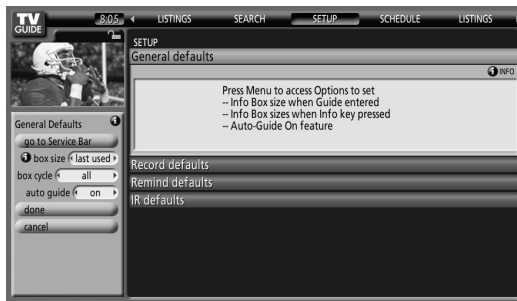 TV
GUIDE
8:05
LISTINGS SEARCH SETUP SCHEDULE LISTINGS
SETUP
General defaults
INFO
Press Menu to access Options to set
-- Info Box size when Guide entered
-- Info Box sizes when Info key pressed
-- Auto-Guide On feature
Record defaults
Remind defaults
IR defaults
General Defaults
go to Service Bar
box size last used
box cycle all
auto guide on
done
cancel